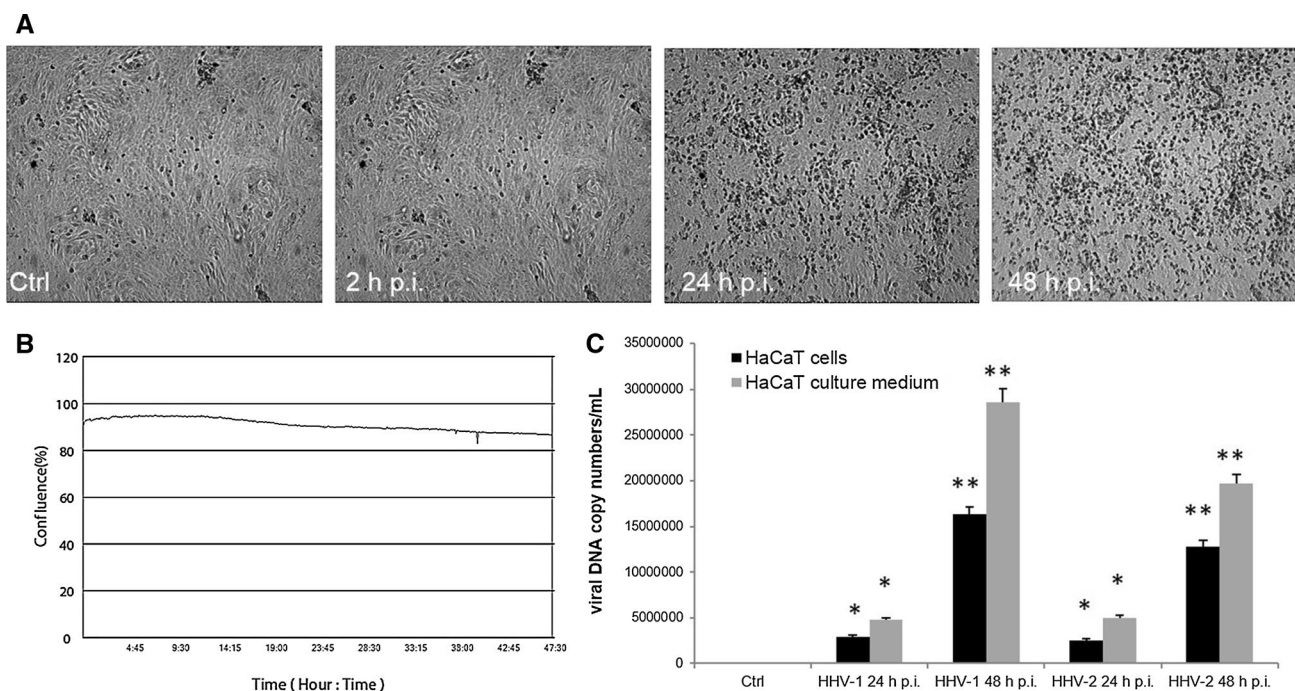 A
Ctrl
2 h p.i.
24 h p.i.
48 h p.i.
B
120
100
80
60
40
20
0
Confluence(%)
4:45 9:30 14:15 19:00 23:45 28:30 33:15 38:00 42:45 47:30
Time ( Hour : Time )
C
35000000
30000000
25000000
20000000
15000000
10000000
5000000
0
viral DNA copy numbers/mL
HaCaT cells
HaCaT culture medium
* * ** ** * * ** **
Ctrl HHV-1 24 h p.i. HHV-1 48 h p.i. HHV-2 24 h p.i. HHV-2 48 h p.i.